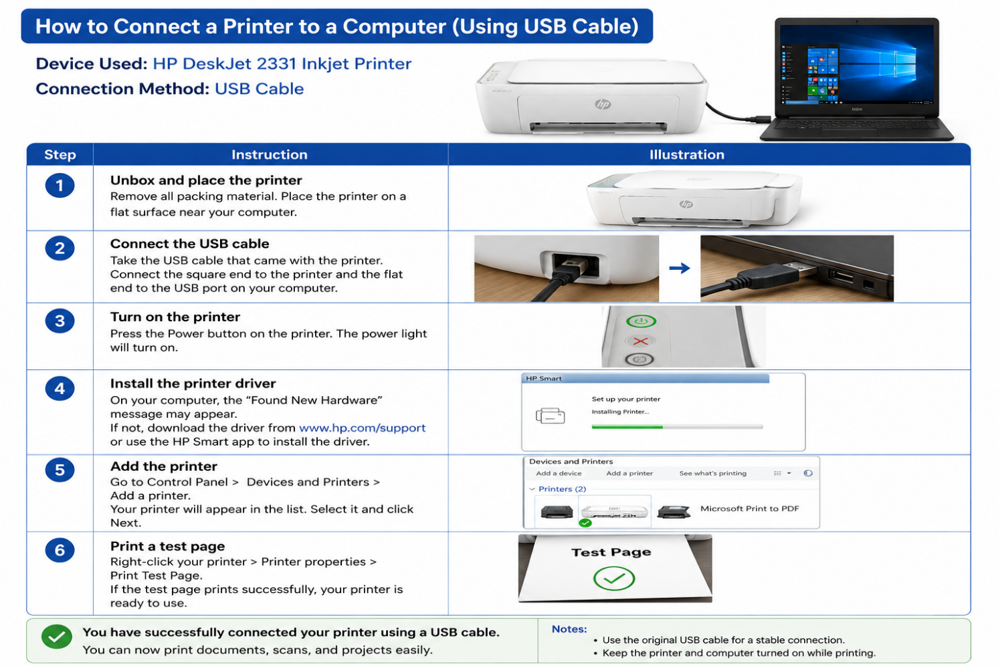 How to Connect a Printer to a Computer (Using USB Cable)
Device Used: HP DeskJet 2331 Inkjet Printer
Connection Method: USB Cable
hp
Step
Instruction
Illustration
1
Unbox and place the printer
Remove all packing material. Place the printer on a
flat surface near your computer.
hp
2
Connect the USB cable
Take the USB cable that came with the printer.
Connect the square end to the printer and the flat
end to the USB port on your computer.
3
Turn on the printer
Press the Power button on the printer. The power light
will turn on.
4
Install the printer driver
On your computer, the “Found New Hardware”
message may appear.
If not, download the driver from www.hp.com/support
or use the HP Smart app to install the driver.
HP Smart
Set up your printer
Installing Printer...
5
Add the printer
Go to Control Panel > Devices and Printers >
Add a printer.
Your printer will appear in the list. Select it and click
Next.
Devices and Printers
Add a device
Add a printer
See what's printing
Printers (2)
Microsoft Print to PDF
6
Print a test page
Right-click your printer > Printer properties >
Print Test Page.
If the test page prints successfully, your printer is
ready to use.
Test Page
You have successfully connected your printer using a USB cable.
You can now print documents, scans, and projects easily.
Notes:
• Use the original USB cable for a stable connection.
• Keep the printer and computer turned on while printing.